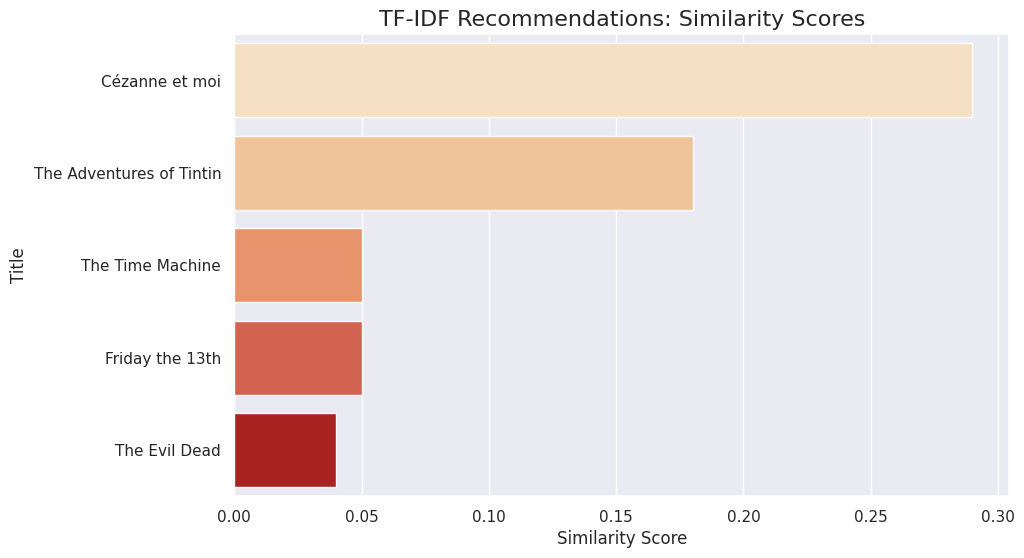 TF-IDF Recommendations: Similarity Scores
Title
Cézanne et moi
The Adventures of Tintin
The Time Machine
Friday the 13th
The Evil Dead
0.00 0.05 0.10 0.15 0.20 0.25 0.30
Similarity Score